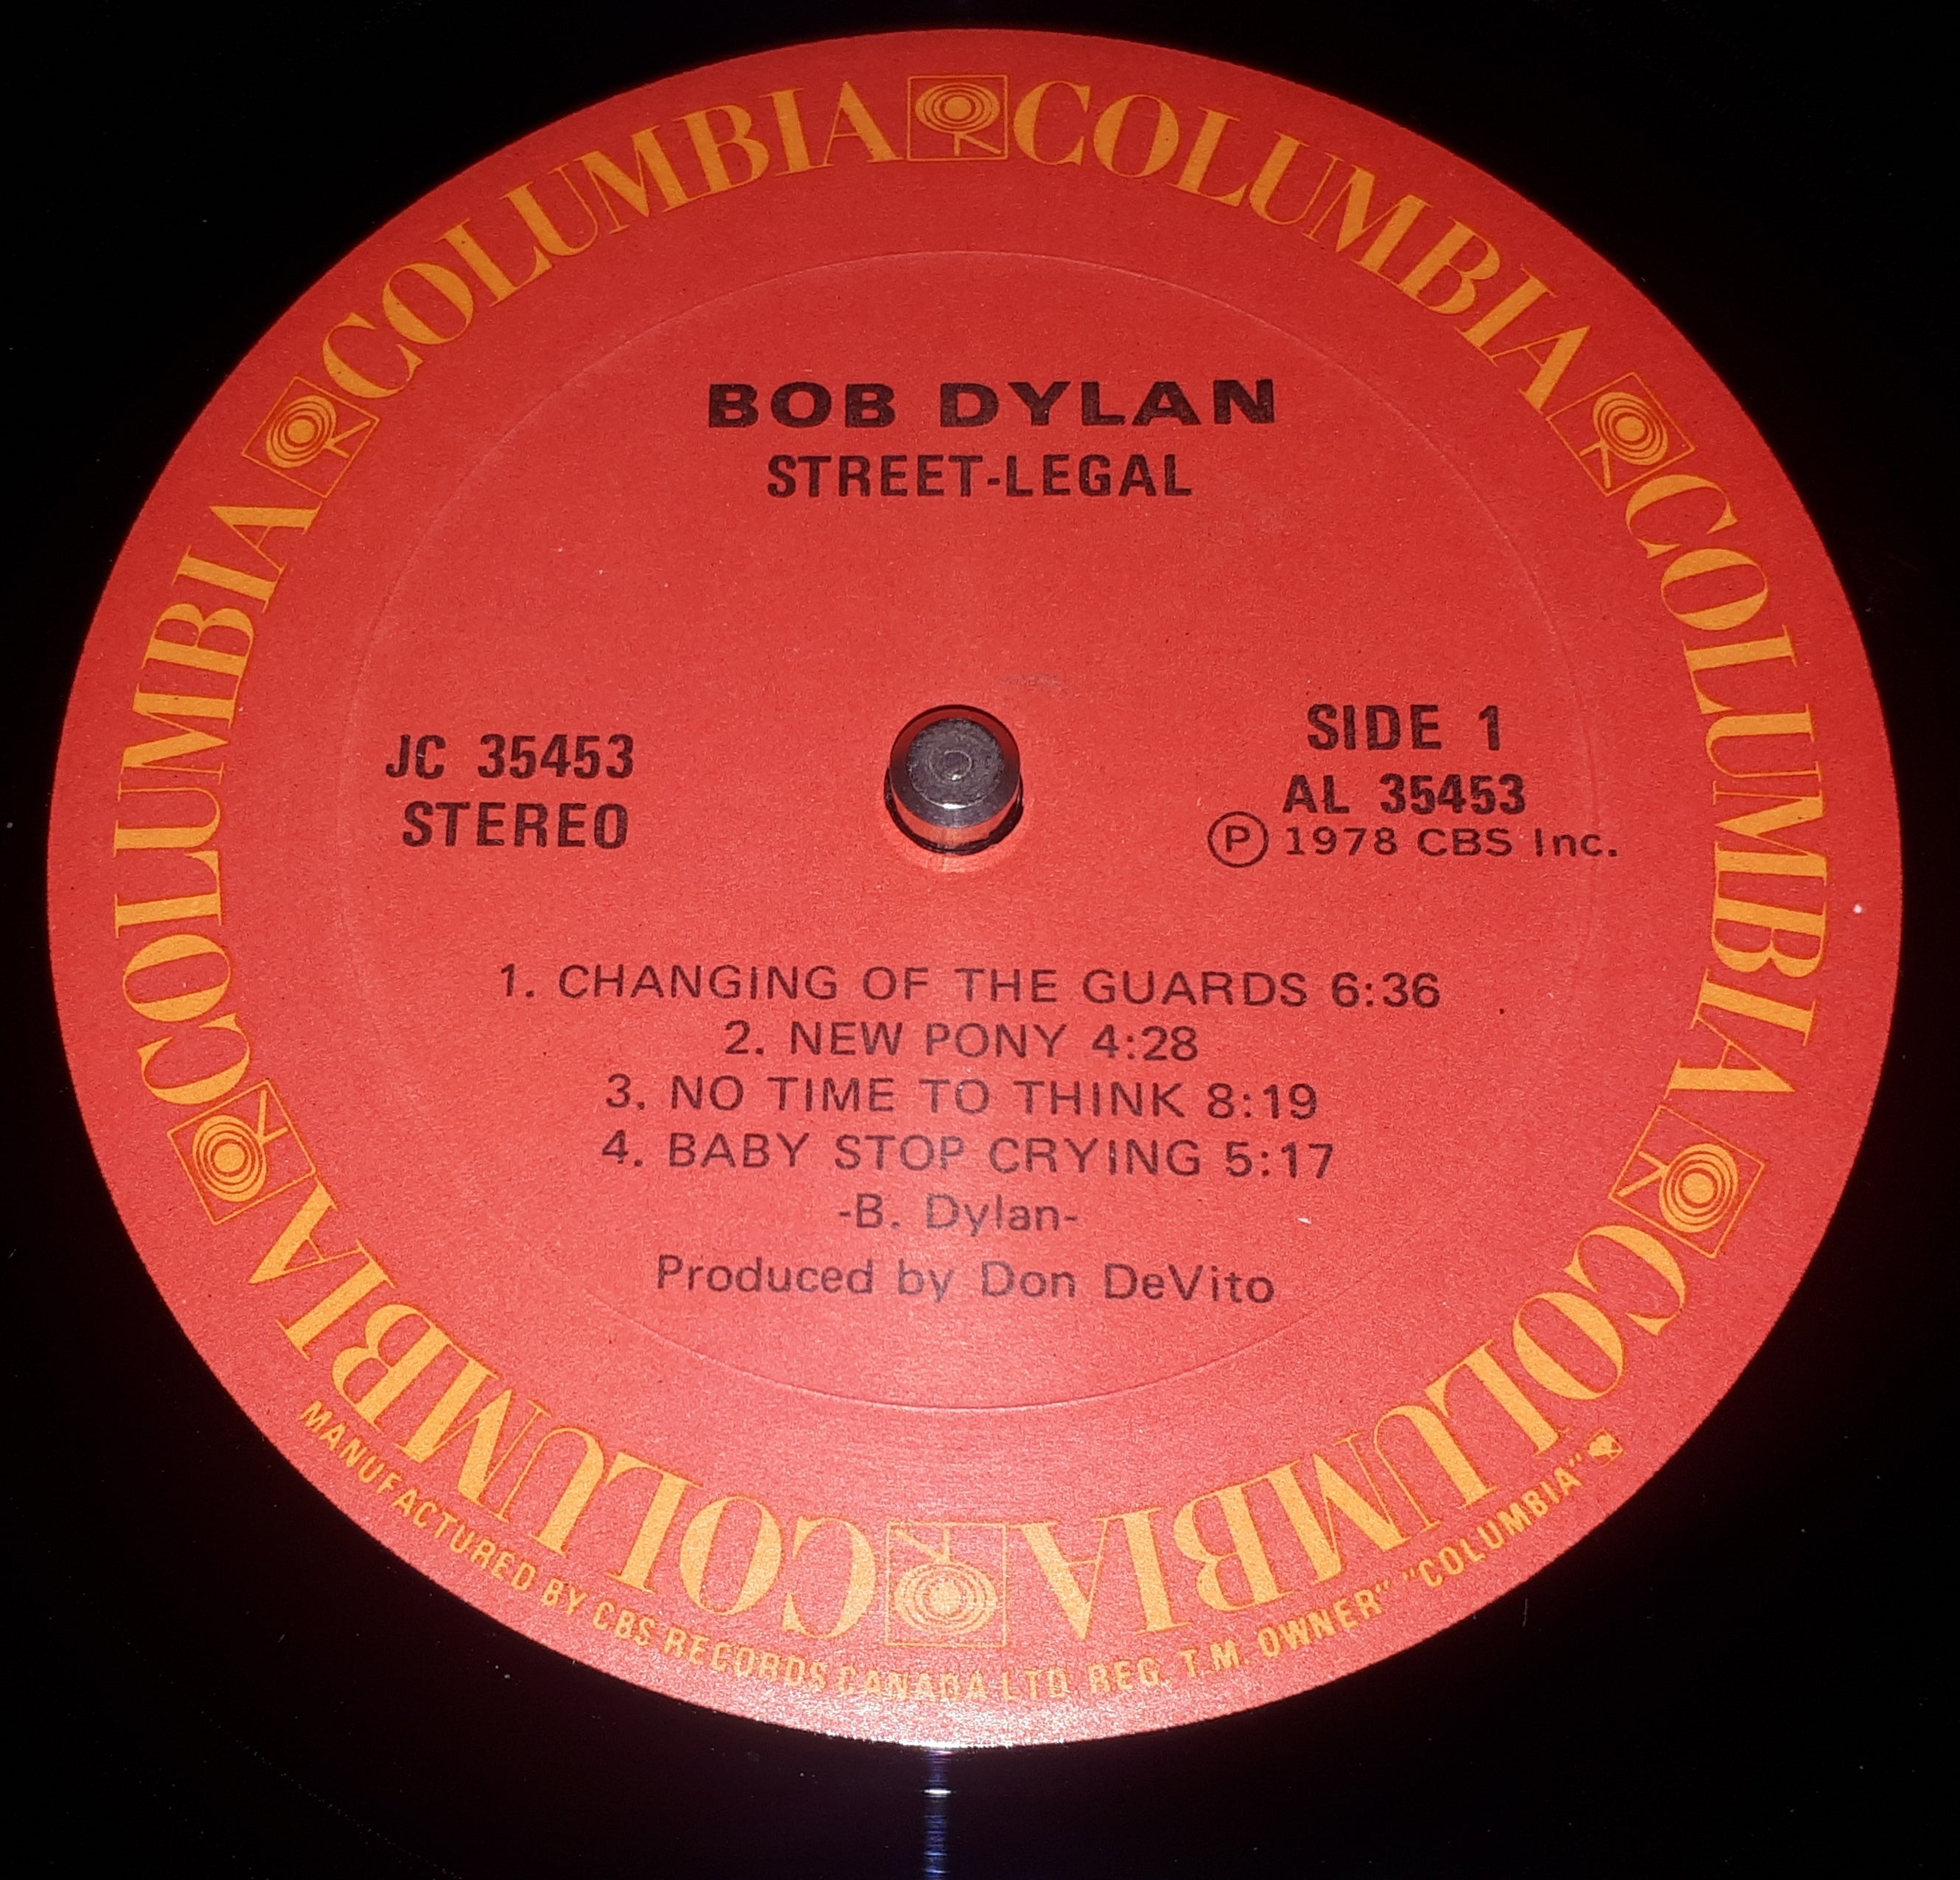 COLUMBIA COLUMBIA COLUMBIA COLUMBIA COLUMBIA COLUMBIA
BOB DYLAN
STREET-LEGAL
JC 35453
STEREO
SIDE 1
AL 35453
Ⓟ 1978 CBS Inc.
1. CHANGING OF THE GUARDS 6:36
2. NEW PONY 4:28
3. NO TIME TO THINK 8:19
4. BABY STOP CRYING 5:17
-B. Dylan-
Produced by Don DeVito
MANUFACTURED BY CBS RECORDS CANADA LTD. REG. T.M. OWNER" "COLUMBIA"